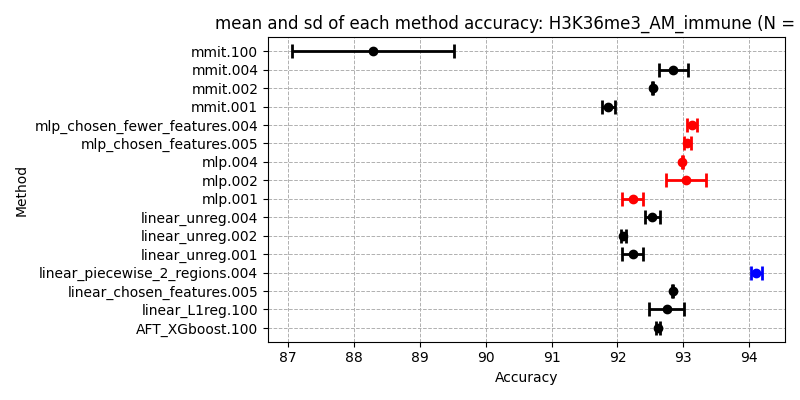 mean and sd of each method accuracy: H3K36me3_AM_immune (N =
mmit.100
mmit.004
mmit.002
mmit.001
mlp_chosen_fewer_features.004
mlp_chosen_features.005
mlp.004
mlp.002
mlp.001
linear_unreg.004
linear_unreg.002
linear_unreg.001
linear_piecewise_2_regions.004
linear_chosen_features.005
linear_L1reg.100
AFT_XGboost.100
Method
87 88 89 90 91 92 93 94
Accuracy